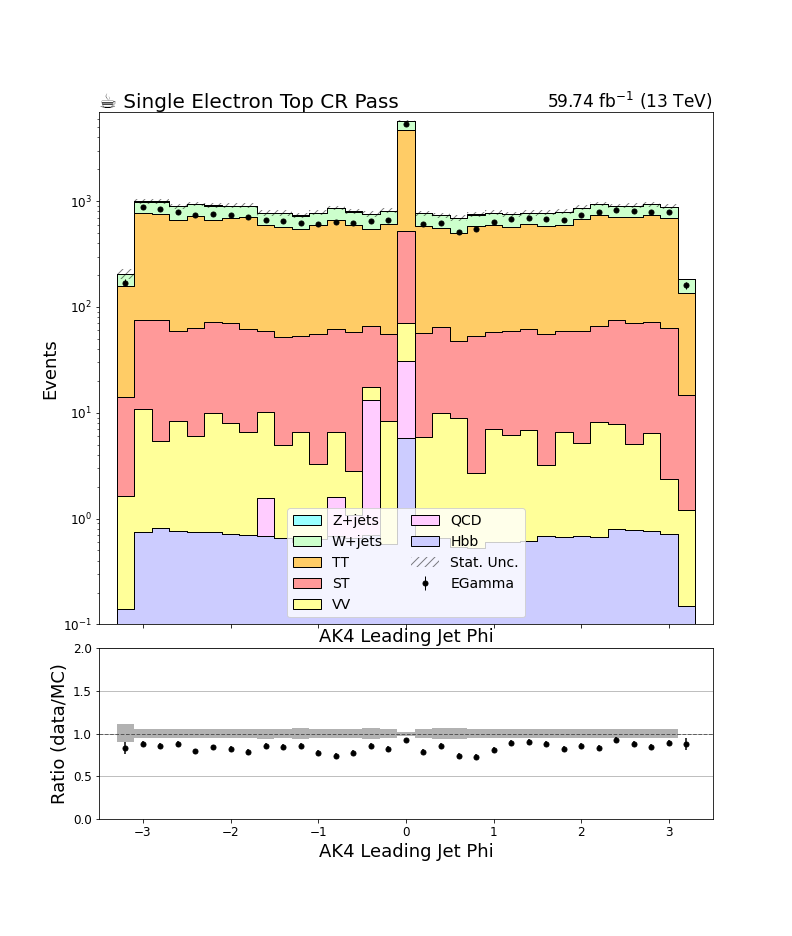 ☕ Single Electron Top CR Pass
59.74 fb⁻¹ (13 TeV)
Events
10³
10²
10¹
10⁰
10⁻¹
Z+jets
W+jets
TT
ST
VV
QCD
Hbb
Stat. Unc.
EGamma
AK4 Leading Jet Phi
Ratio (data/MC)
2.0
1.5
1.0
0.5
0.0
−3 −2 −1 0 1 2 3
AK4 Leading Jet Phi